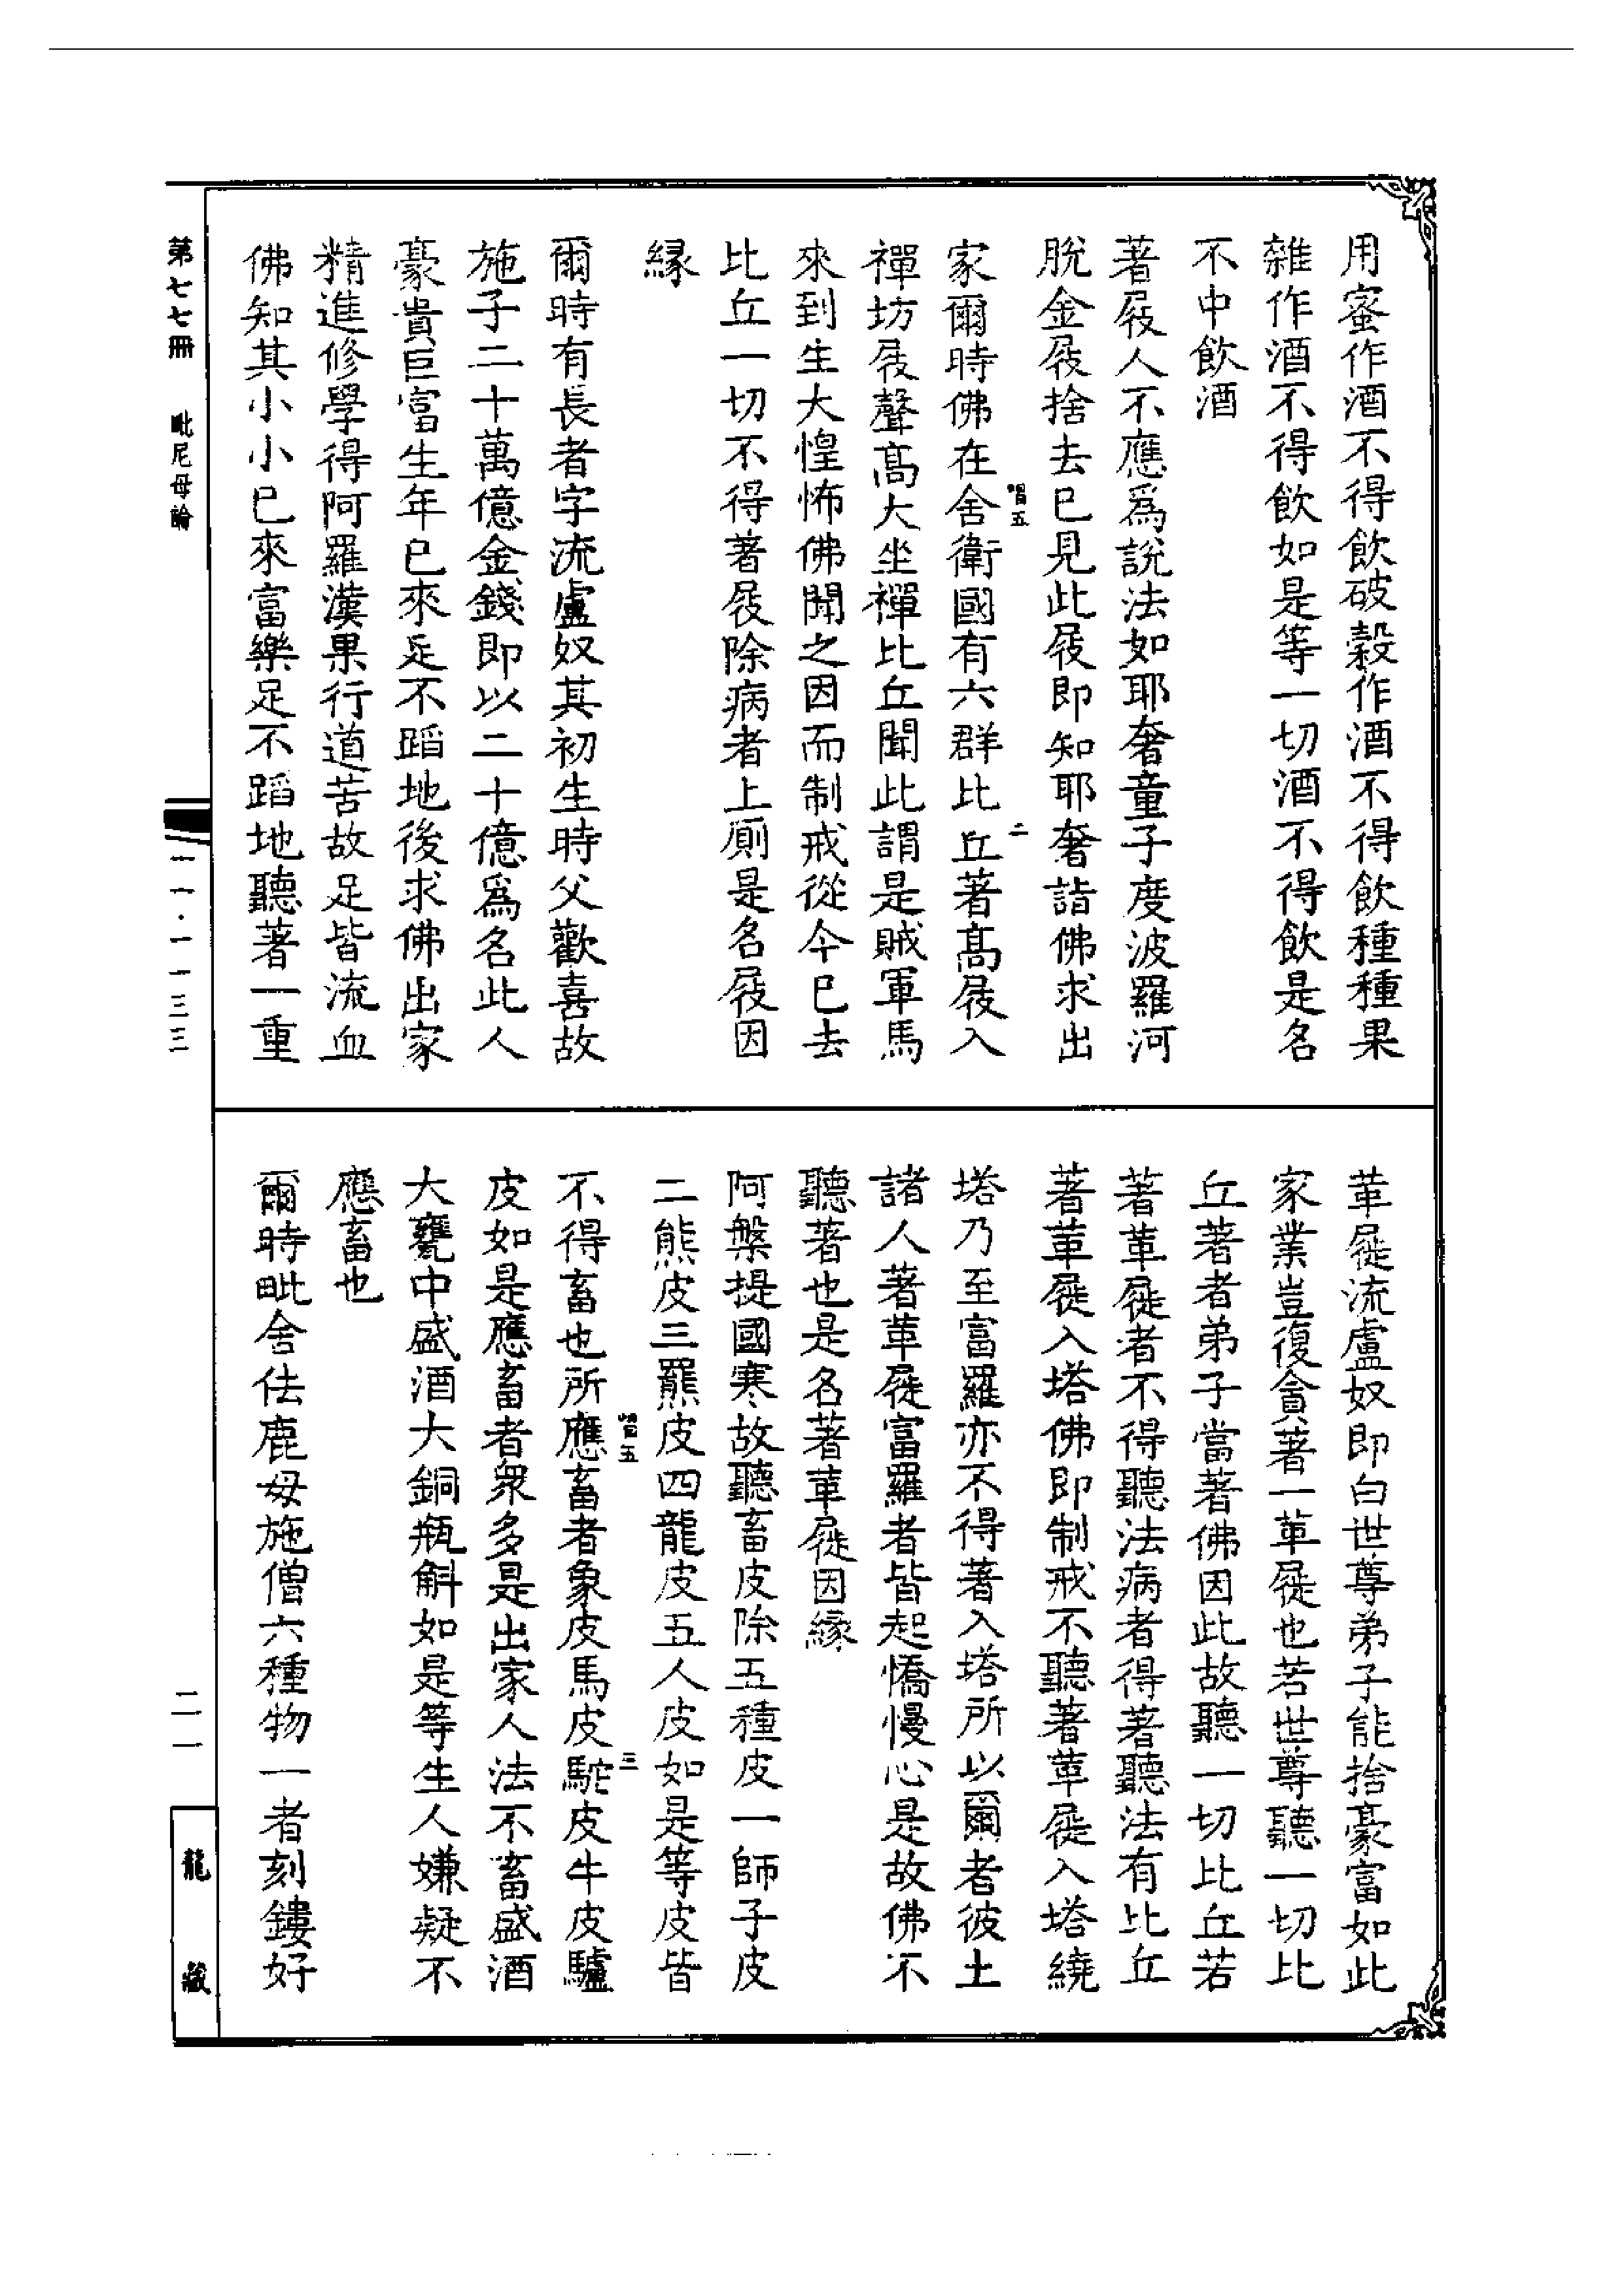 用蜜作酒不得飲破榖作酒不得飲種種果
雜作酒不得飲如是等一切酒不得飲是名
不中飲酒
著屐人不應爲說法如耶奢童子度波羅河
脫金屐捨去已見此屐即知耶奢詣佛求出
唱五
二
家爾時佛在舍衛國有六群比丘著髙屐入
禪坊屐聲髙大坐禪比丘聞此謂是賊軍馬
來到生大惶怖佛聞之因而制戒從今已去
比丘一切不得著屐除病者上厠是名屐因
縁
爾時有長者字流盧奴其初生時父歡喜故
施子二十萬億金錢即以二十億爲名此人
豪貴巨富生年已來足不蹈地後求佛出家
精進修學得阿羅漢果行道苦故足皆流血
佛知其小小已來富樂足不蹈地聽著一重
革屣流盧奴即白世尊弟子能捨豪富如此
家業豈復貪著一革屣也若世尊聽一切比
丘著者弟子當著佛因此故聽一切比丘若
著革屣者不得聽法病者得著聽法有比丘
著革屣入塔佛即制戒不聽著革屣入塔繞
塔乃至富羅亦不得著入塔所以爾者彼土
諸人著革屣富羅者皆起憍慢心是故佛不
聽著也是名著革屣因縁
阿槃提國寒故聽畜皮除五種皮一師子皮
二熊皮三羆皮四龍皮五人皮如是等皮皆
唱五
三
不得畜也所應畜者象皮馬皮駝皮牛皮驢
皮如是應畜者衆多是出家人法不畜盛酒
大甕中盛酒大銅瓶斛如是等生人嫌疑不
應畜也
爾時毗舍佉鹿母施僧六種物一者刻鏤好
第七七冊 毗尼母論
一一·一一三三
二一
龍藏